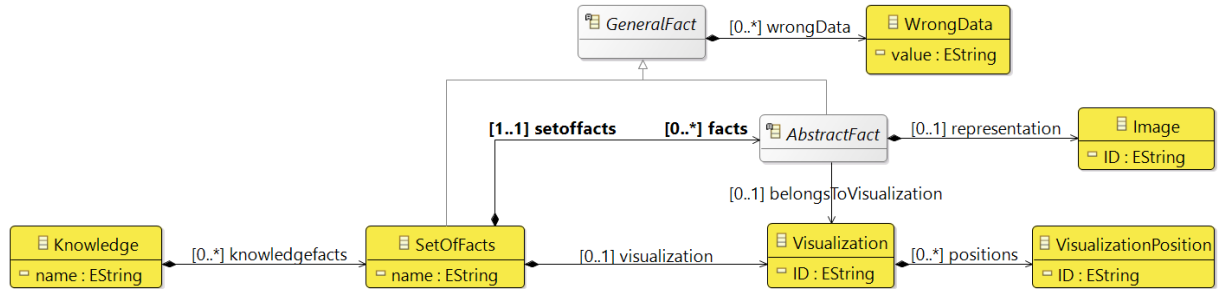 GeneralFact
[0..*] wrongData
WrongData
value : EString
[1..1] setoffacts
[0..*] facts
AbstractFact
[0..1] representation
Image
ID : EString
[0..1] belongsToVisualization
Knowledge
name : EString
[0..*] knowledgefacts
SetOfFacts
name : EString
[0..1] visualization
Visualization
ID : EString
[0..*] positions
VisualizationPosition
ID : EString